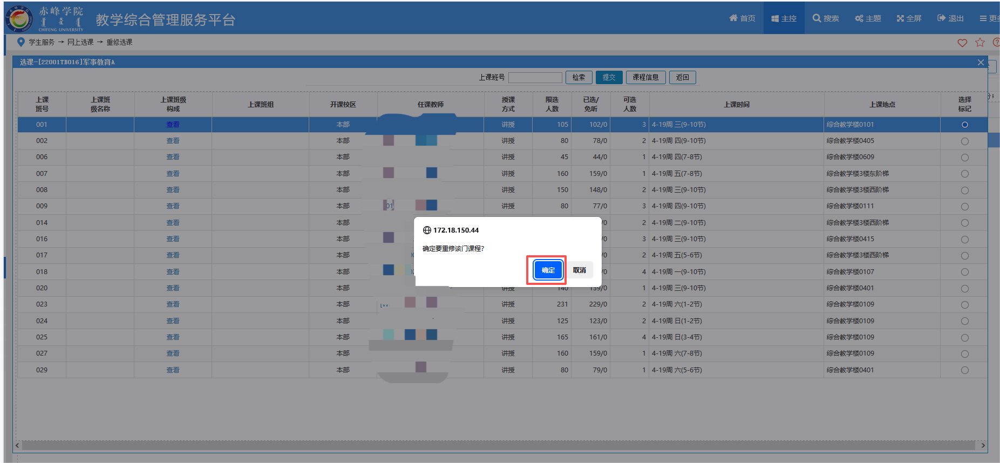 赤峰学院
CHIFENG UNIVERSITY
教学综合管理服务平台
首页 主控 搜索 主题 全屏 退出
学生服务 → 网上选课 → 重修选课
选课-[22001TB016]军事教育A
上课班号 检索 提交 课程信息 返回
上课班号 上课班级名称 上课班级构成 上课班组 开课校区 任课教师 授课方式 限选人数 已选/免听 可选人数 上课时间 上课地点 选择标记
001 查看 本部 讲授 105 102/0 3 4-19周 三(9-10节) 综合教学楼0101
002 查看 本部 讲授 80 78/0 2 4-19周 四(9-10节) 综合教学楼0405
006 查看 本部 讲授 45 44/0 1 4-19周 四(7-8节) 综合教学楼0609
007 查看 本部 讲授 160 159/0 1 4-19周 五(7-8节) 综合教学楼3楼东阶梯
008 查看 本部 讲授 150 148/0 2 4-19周 三(9-10节) 综合教学楼3楼西阶梯
009 查看 本部 01 讲授 80 77/0 3 4-19周 四(9-10节) 综合教学楼0111
014 查看 本部 /0 2 4-19周 二(9-10节) 综合教学楼3楼西阶梯
016 查看 本部 /0 3 4-19周 三(9-10节) 综合教学楼0415
017 查看 本部 /0 2 4-19周 五(5-6节) 综合教学楼3楼西阶梯
018 查看 本部 /0 4 4-19周 一(9-10节) 综合教学楼0107
020 查看 本部 讲授 140 139/0 1 4-19周 三(9-10节) 综合教学楼0401
023 查看 本部 讲授 231 229/0 2 4-19周 六(1-2节) 综合教学楼0109
024 查看 本部 讲授 125 123/0 2 4-19周 日(1-2节) 综合教学楼0109
025 查看 本部 讲授 165 161/0 4 4-19周 日(3-4节) 综合教学楼0109
027 查看 本部 讲授 160 159/0 1 4-19周 六(7-8节) 综合教学楼0109
029 查看 本部 讲授 80 79/0 1 4-19周 六(5-6节) 综合教学楼0401
172.18.150.44
确定要重修该门课程?
确定 取消